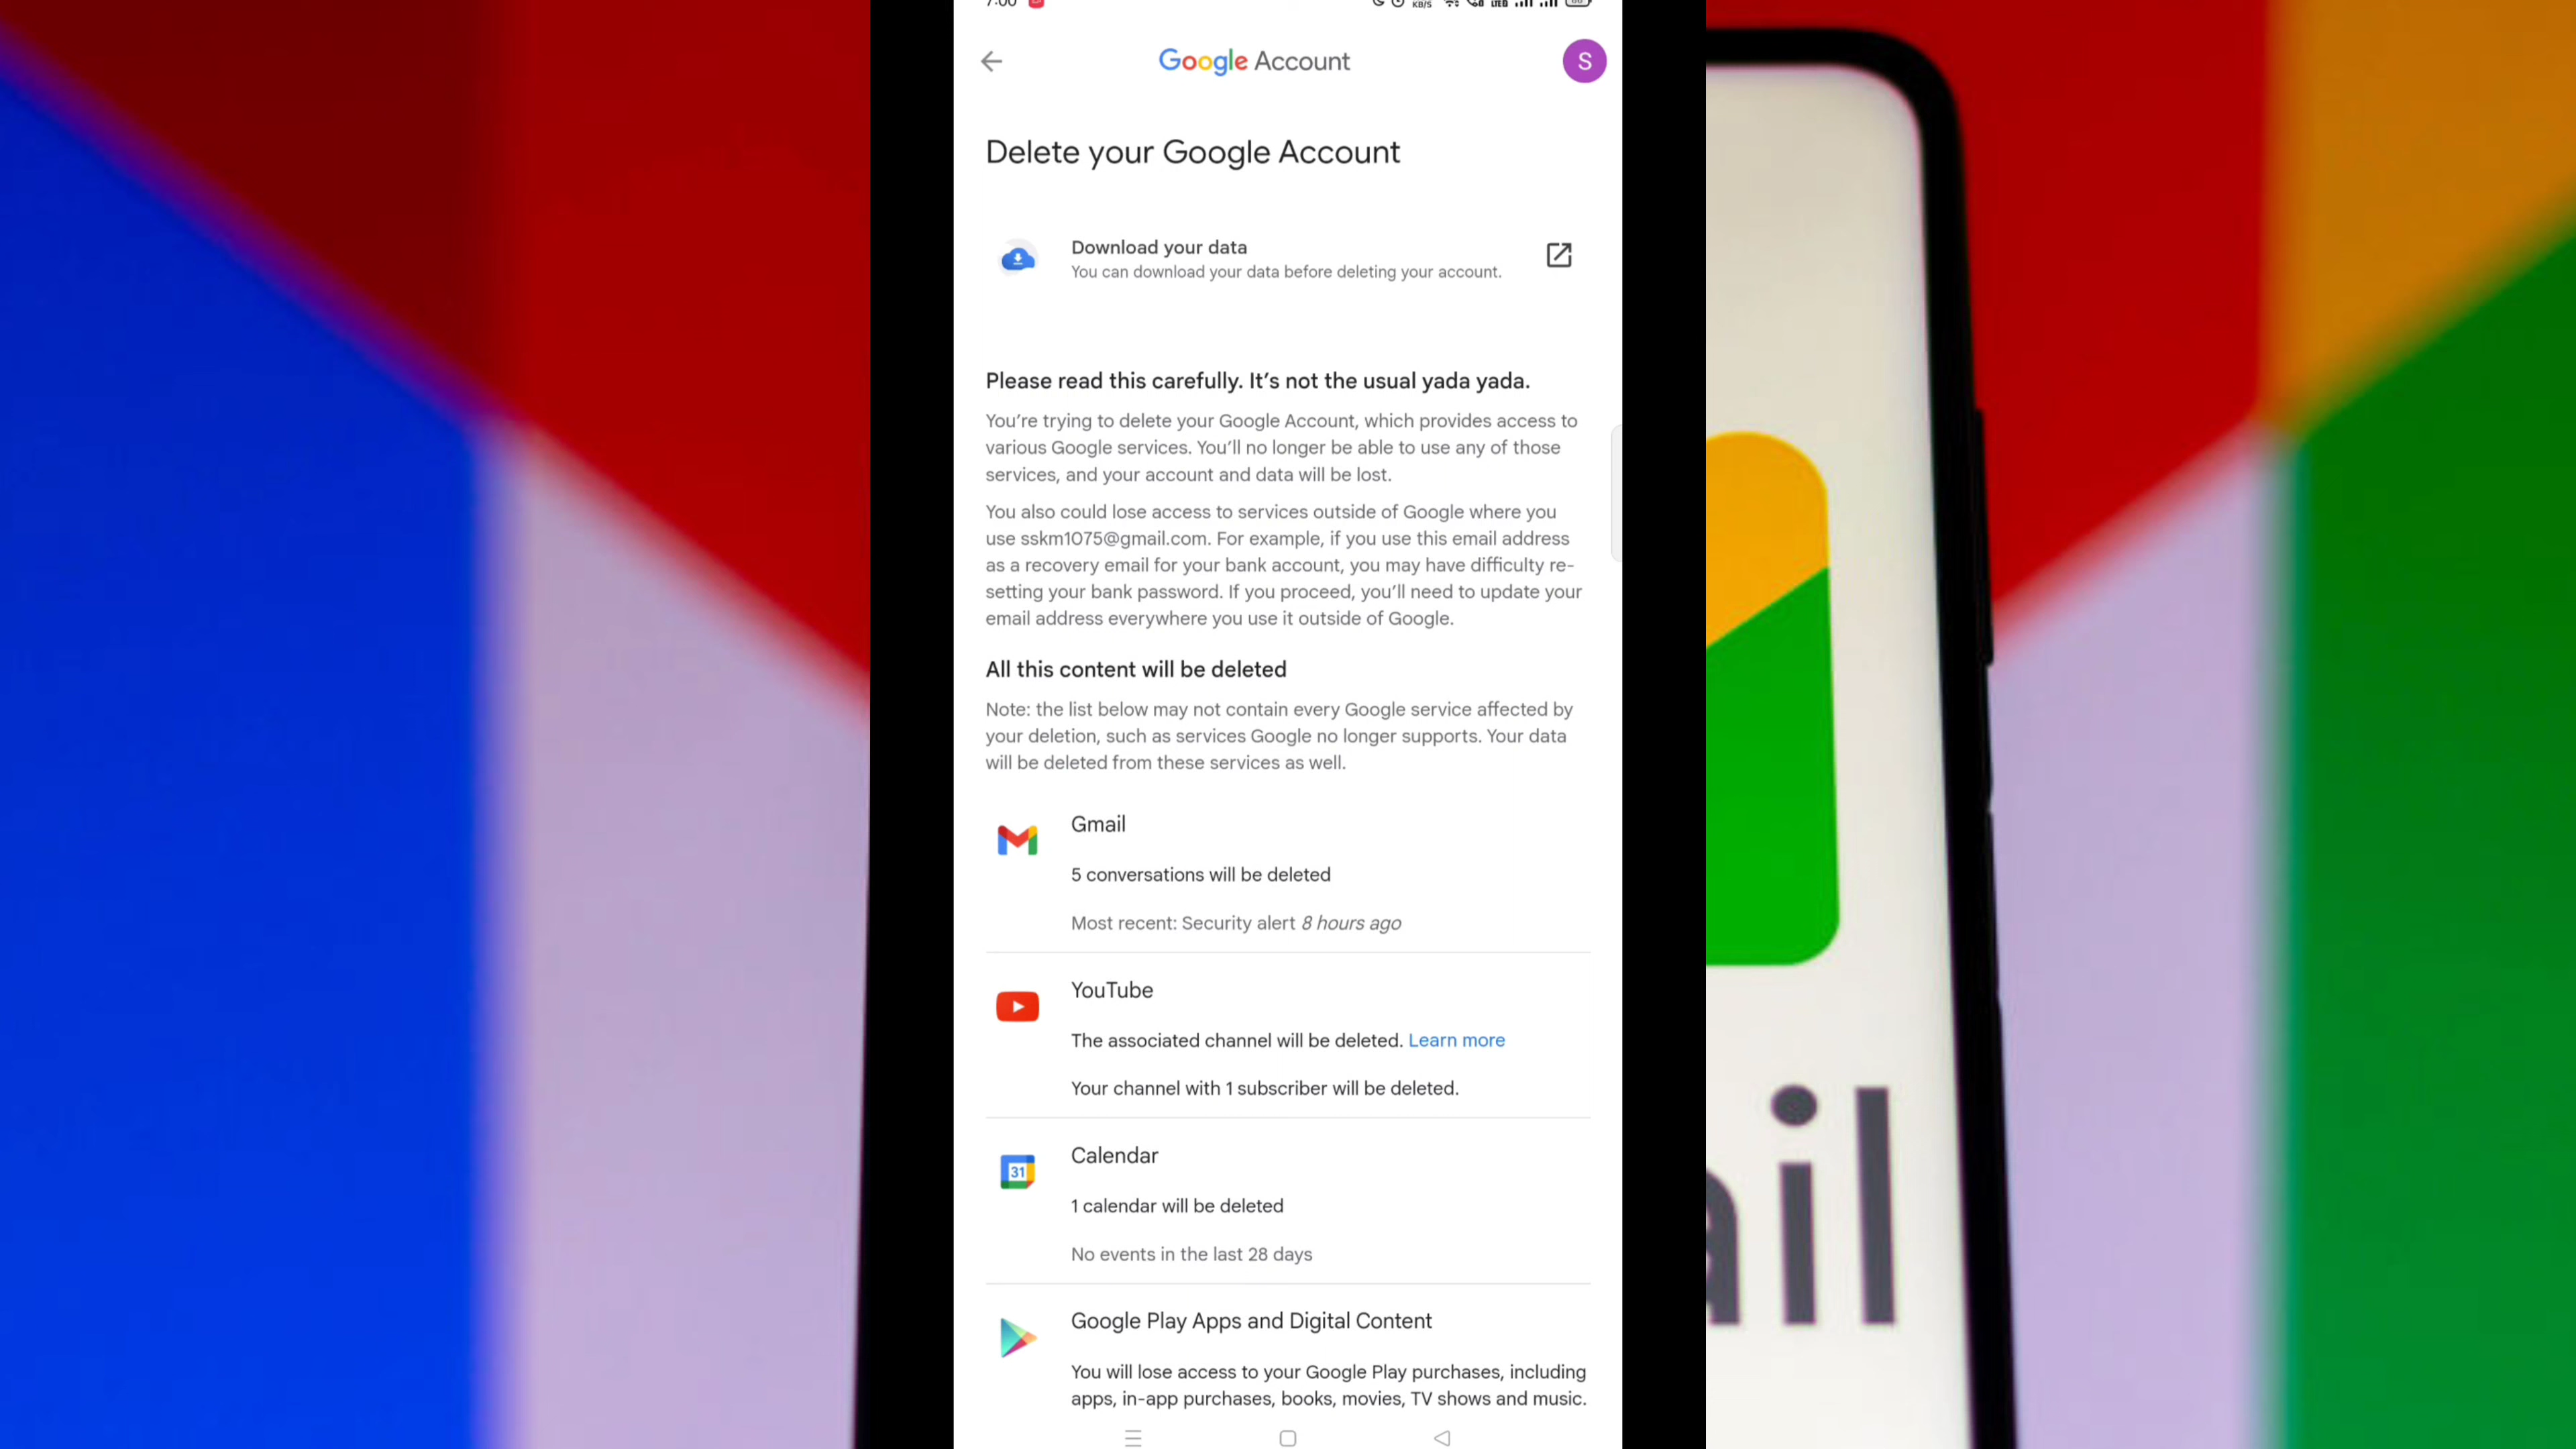 7:00
KB/S
Google Account
S
Delete your Google Account
Download your data
You can download your data before deleting your account.
Please read this carefully. It’s not the usual yada yada.
You’re trying to delete your Google Account, which provides access to
various Google services. You’ll no longer be able to use any of those
services, and your account and data will be lost.
You also could lose access to services outside of Google where you
use sskm1075@gmail.com. For example, if you use this email address
as a recovery email for your bank account, you may have difficulty re-
setting your bank password. If you proceed, you’ll need to update your
email address everywhere you use it outside of Google.
All this content will be deleted
Note: the list below may not contain every Google service affected by
your deletion, such as services Google no longer supports. Your data
will be deleted from these services as well.
Gmail
5 conversations will be deleted
Most recent: Security alert 8 hours ago
YouTube
The associated channel will be deleted. Learn more
Your channel with 1 subscriber will be deleted.
31
Calendar
1 calendar will be deleted
No events in the last 28 days
Google Play Apps and Digital Content
You will lose access to your Google Play purchases, including
apps, in-app purchases, books, movies, TV shows and music.
ail